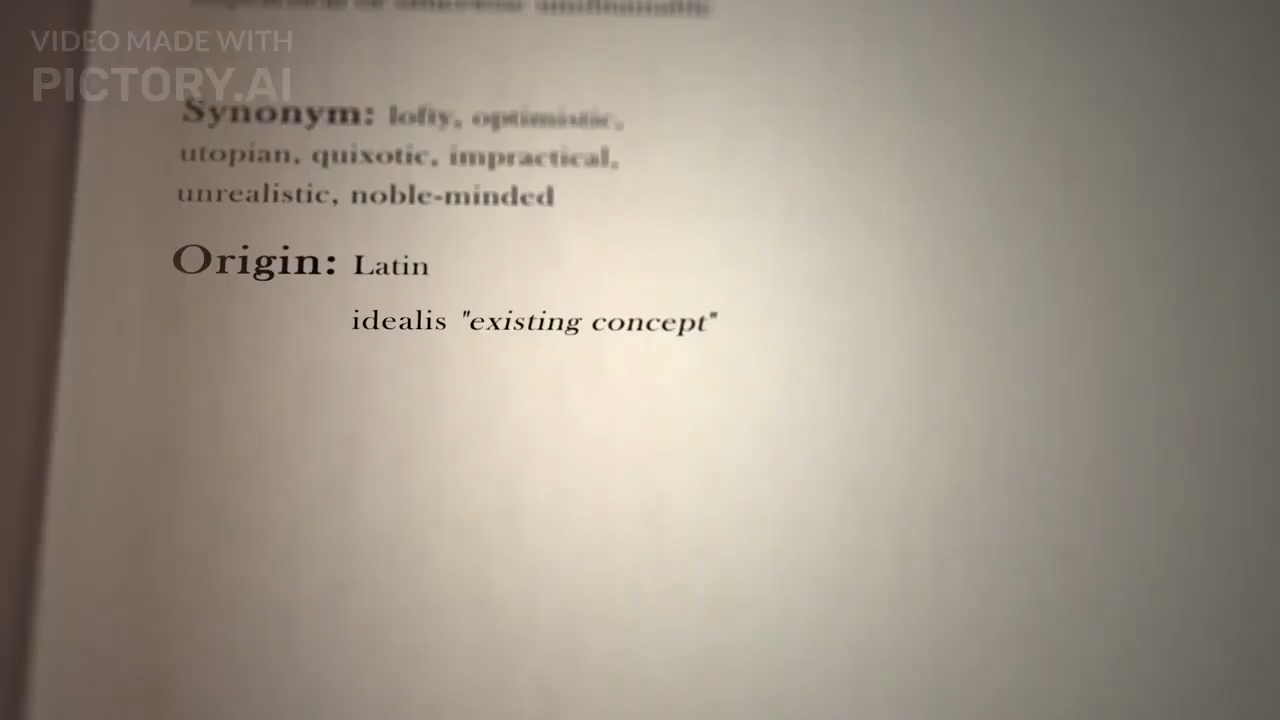 VIDEO MADE WITH
PICTORY.AI
Synonym: lofty, optimistic,
utopian, quixotic, impractical,
unrealistic, noble-minded
Origin: Latin
idealis "existing concept"